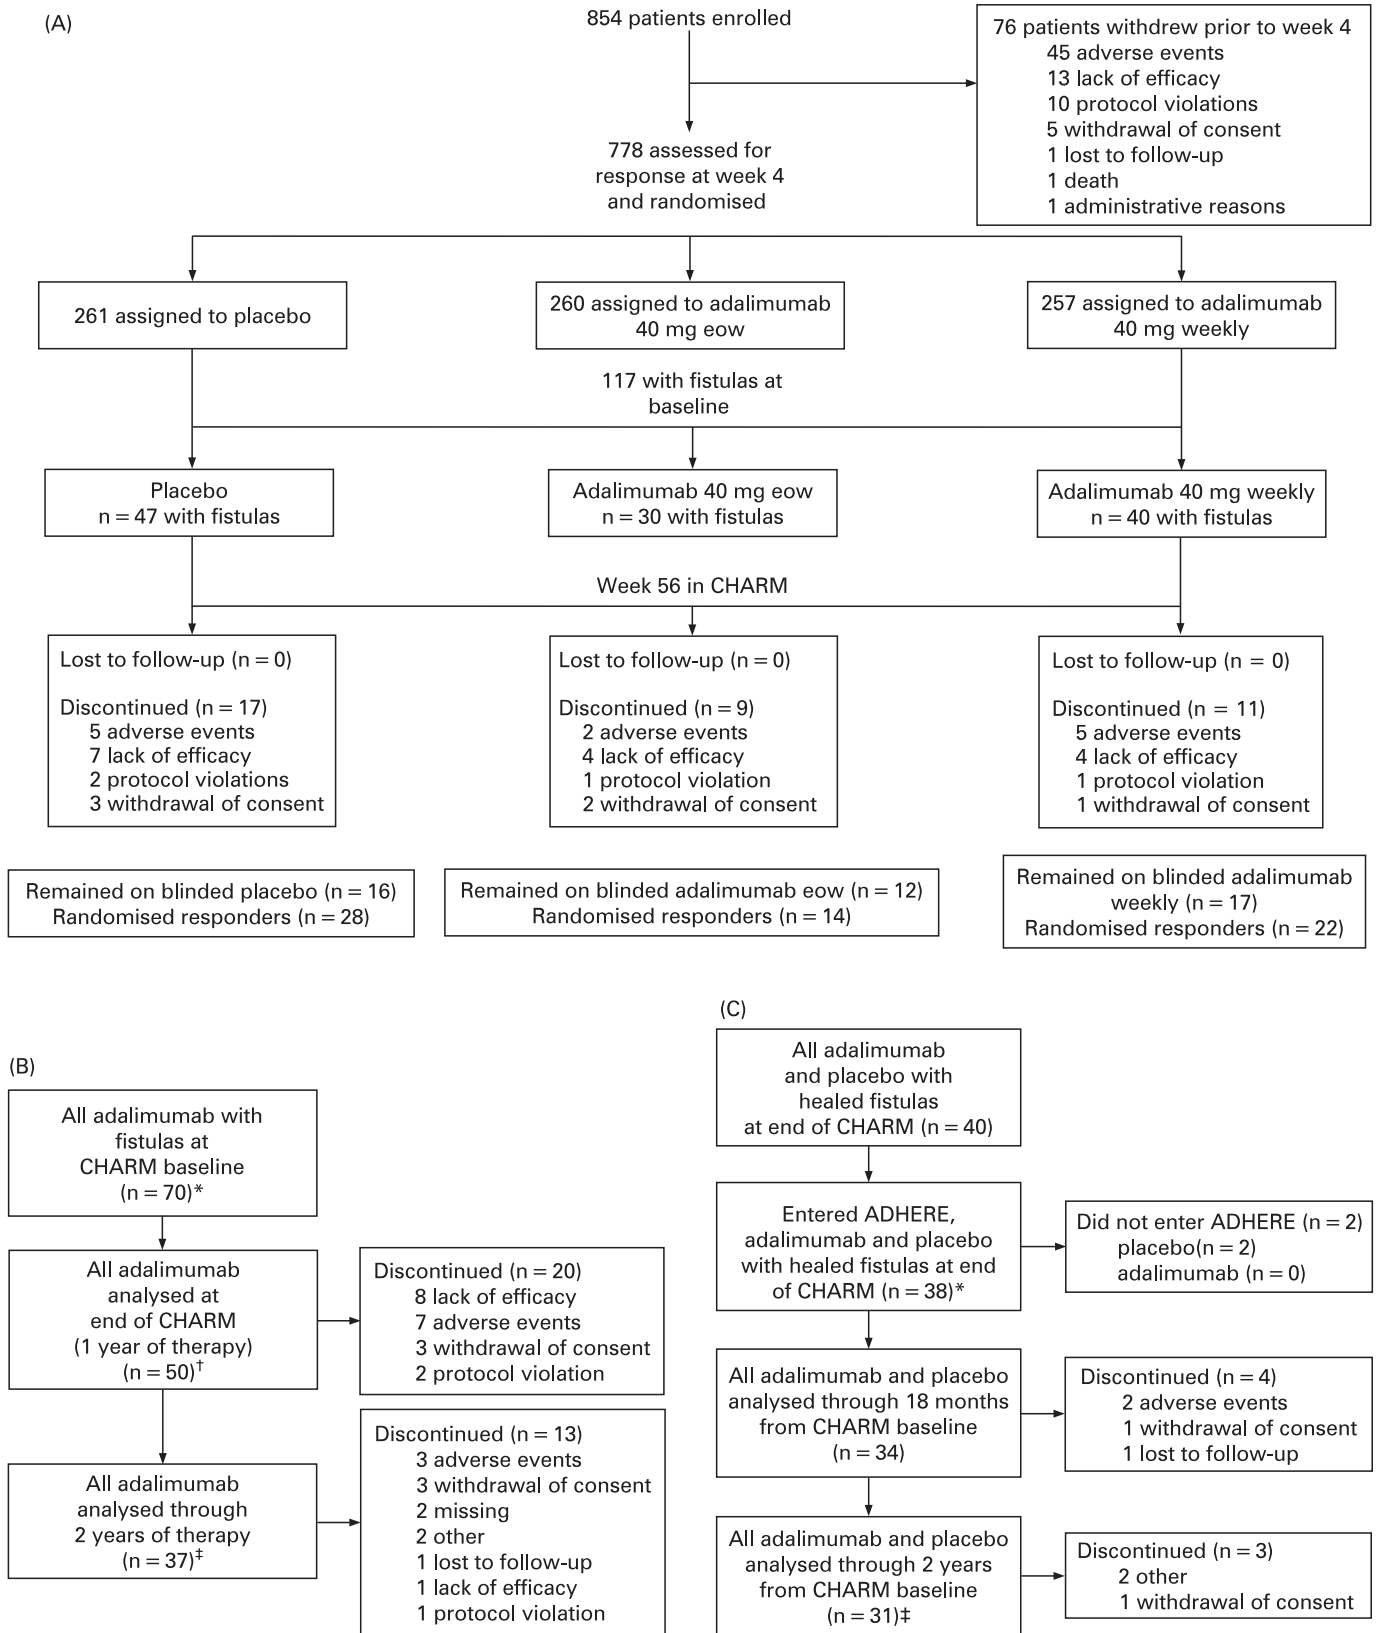 (A)
854 patients enrolled
76 patients withdrew prior to week 4
45 adverse events
13 lack of efficacy
10 protocol violations
5 withdrawal of consent
1 lost to follow-up
1 death
1 administrative reasons
778 assessed for
response at week 4
and randomised
261 assigned to placebo
260 assigned to adalimumab
40 mg eow
257 assigned to adalimumab
40 mg weekly
117 with fistulas at
baseline
Placebo
n = 47 with fistulas
Adalimumab 40 mg eow
n = 30 with fistulas
Adalimumab 40 mg weekly
n = 40 with fistulas
Week 56 in CHARM
Lost to follow-up (n = 0)
Discontinued (n = 17)
5 adverse events
7 lack of efficacy
2 protocol violations
3 withdrawal of consent
Lost to follow-up (n = 0)
Discontinued (n = 9)
2 adverse events
4 lack of efficacy
1 protocol violation
2 withdrawal of consent
Lost to follow-up (n = 0)
Discontinued (n = 11)
5 adverse events
4 lack of efficacy
1 protocol violation
1 withdrawal of consent
Remained on blinded placebo (n = 16)
Randomised responders (n = 28)
Remained on blinded adalimumab eow (n = 12)
Randomised responders (n = 14)
Remained on blinded adalimumab
weekly (n = 17)
Randomised responders (n = 22)
(B)
All adalimumab with
fistulas at
CHARM baseline
(n = 70)*
All adalimumab
analysed at
end of CHARM
(1 year of therapy)
(n = 50)†
Discontinued (n = 20)
8 lack of efficacy
7 adverse events
3 withdrawal of consent
2 protocol violation
All adalimumab
analysed through
2 years of therapy
(n = 37)‡
Discontinued (n = 13)
3 adverse events
3 withdrawal of consent
2 missing
2 other
1 lost to follow-up
1 lack of efficacy
1 protocol violation
(C)
All adalimumab
and placebo with
healed fistulas
at end of CHARM (n = 40)
Entered ADHERE,
adalimumab and placebo
with healed fistulas at end
of CHARM (n = 38)*
Did not enter ADHERE (n = 2)
placebo(n = 2)
adalimumab (n = 0)
All adalimumab and placebo
analysed through 18 months
from CHARM baseline
(n = 34)
Discontinued (n = 4)
2 adverse events
1 withdrawal of consent
1 lost to follow-up
All adalimumab and placebo
analysed through 2 years
from CHARM baseline
(n = 31)‡
Discontinued (n = 3)
2 other
1 withdrawal of consent